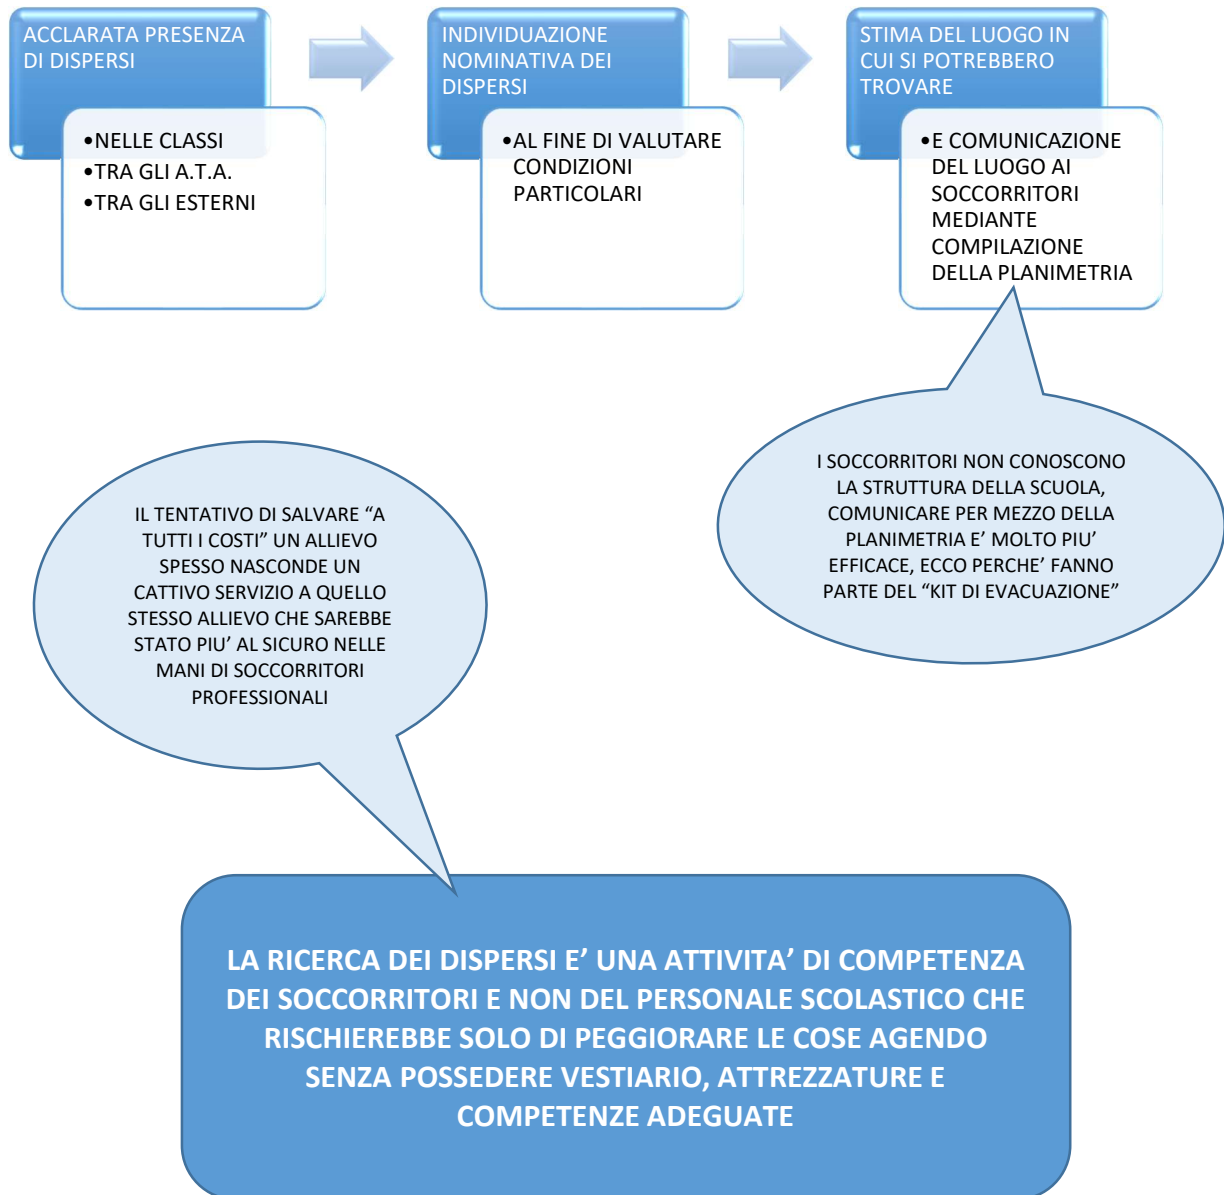 ACCLARATA PRESENZA
DI DISPERSI
•NELLE CLASSI
•TRA GLI A.T.A.
•TRA GLI ESTERNI
INDIVIDUAZIONE
NOMINATIVA DEI
DISPERSI
•AL FINE DI VALUTARE
CONDIZIONI
PARTICOLARI
STIMA DEL LUOGO IN
CUI SI POTREBBERO
TROVARE
•E COMUNICAZIONE
DEL LUOGO AI
SOCCORRITORI
MEDIANTE
COMPILAZIONE
DELLA PLANIMETRIA
I SOCCORRITORI NON CONOSCONO
LA STRUTTURA DELLA SCUOLA,
COMUNICARE PER MEZZO DELLA
PLANIMETRIA E’ MOLTO PIU’
EFFICACE, ECCO PERCHE’ FANNO
PARTE DEL “KIT DI EVACUAZIONE”
IL TENTATIVO DI SALVARE “A
TUTTI I COSTI” UN ALLIEVO
SPESSO NASCONDE UN
CATTIVO SERVIZIO A QUELLO
STESSO ALLIEVO CHE SAREBBE
STATO PIU’ AL SICURO NELLE
MANI DI SOCCORRITORI
PROFESSIONALI
LA RICERCA DEI DISPERSI E’ UNA ATTIVITA’ DI COMPETENZA
DEI SOCCORRITORI E NON DEL PERSONALE SCOLASTICO CHE
RISCHIEREBBE SOLO DI PEGGIORARE LE COSE AGENDO
SENZA POSSEDERE VESTIARIO, ATTREZZATURE E
COMPETENZE ADEGUATE